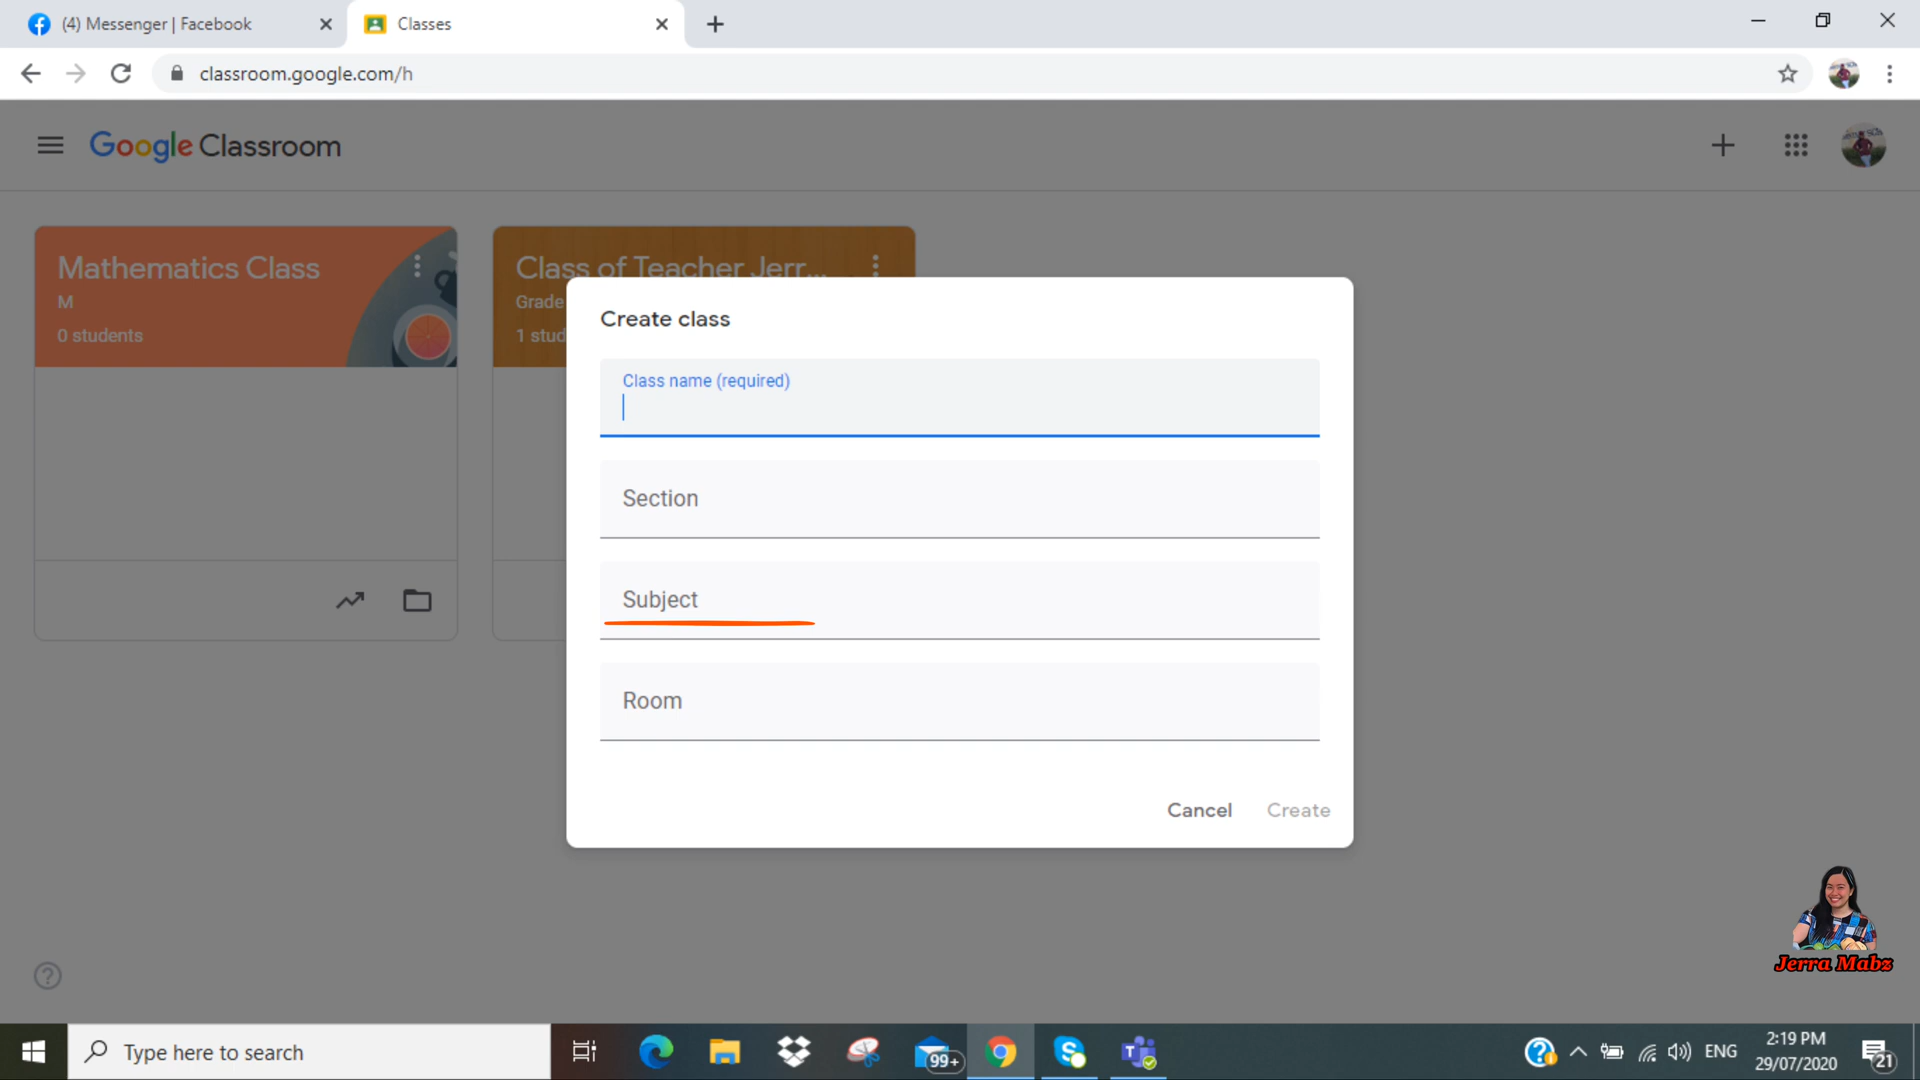 (4) Messenger | Facebook
Classes
classroom.google.com/h
Google Classroom
Mathematics Class
M
0 students
Class of Teacher Jerr...
Grade
1 stud
Create class
Class name (required)
Section
Subject
Room
Cancel
Create
Jerra Mabz
Type here to search
99+
ENG
2:19 PM
29/07/2020
21